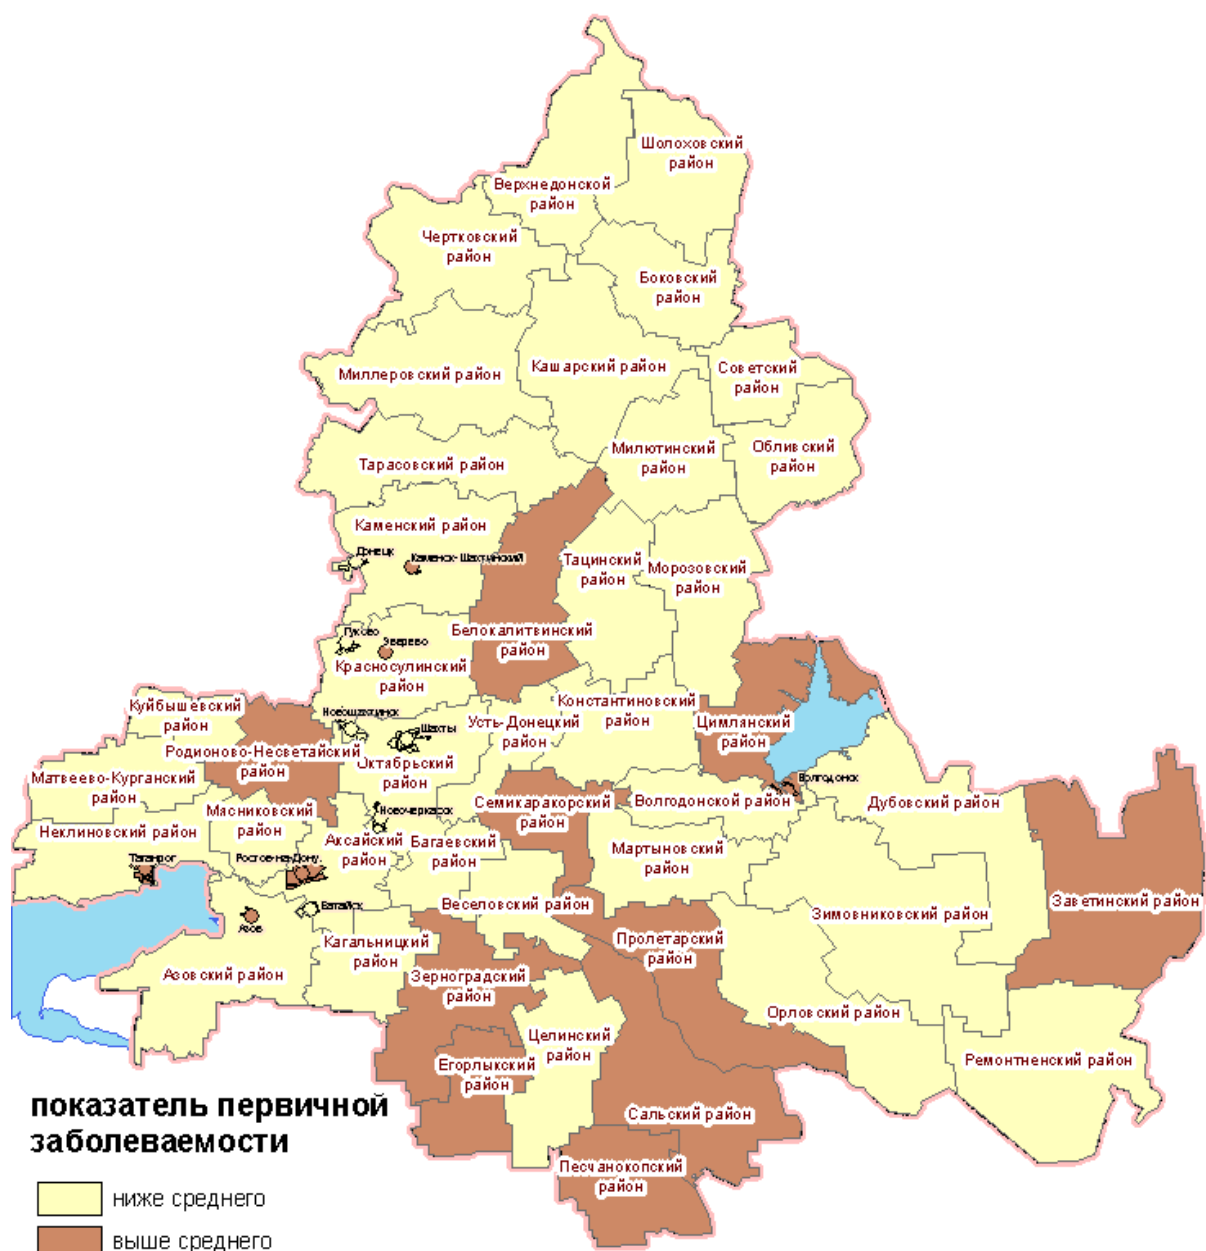 Шолоховский
район
Верхнедонской
район
Чертковский
район
Боковский
район
Миллеровский район
Кашарский район
Советский
район
Милютинский
район
Обливский
район
Тарасовский район
Каменский район
Донецк
Каменск-Шахтинский
Тацинский
район
Морозовский
район
Белокалитвинский
район
Гуково
Зверево
Красносулинский
район
Куйбышевский
район
Новошахтинск
Шахты
Усть-Донецкий
район
Константиновский
район
Цимлянский
район
Родионово-Несветайский
район
Октябрьский
район
Матвеево-Курганский
район
Волгодонск
Семикаракорский
район
Волгодонской район
Дубовский район
Мясниковский
район
Новочеркасск
Неклиновский район
Аксайский
район
Багаевский
район
Мартыновский
район
Таганрог
Ростов-на-Дону.
Веселовский район
Заветинский район
Зимовниковский район
Батайск
Азов
Кагальницкий
район
Пролетарский
район
Азовский район
Зерноградский
район
Орловский район
Целинский
район
Егорлыкский
район
Ремонтненский район
Сальский район
Песчанокопский
район
показатель первичной
заболеваемости
ниже среднего
выше среднего